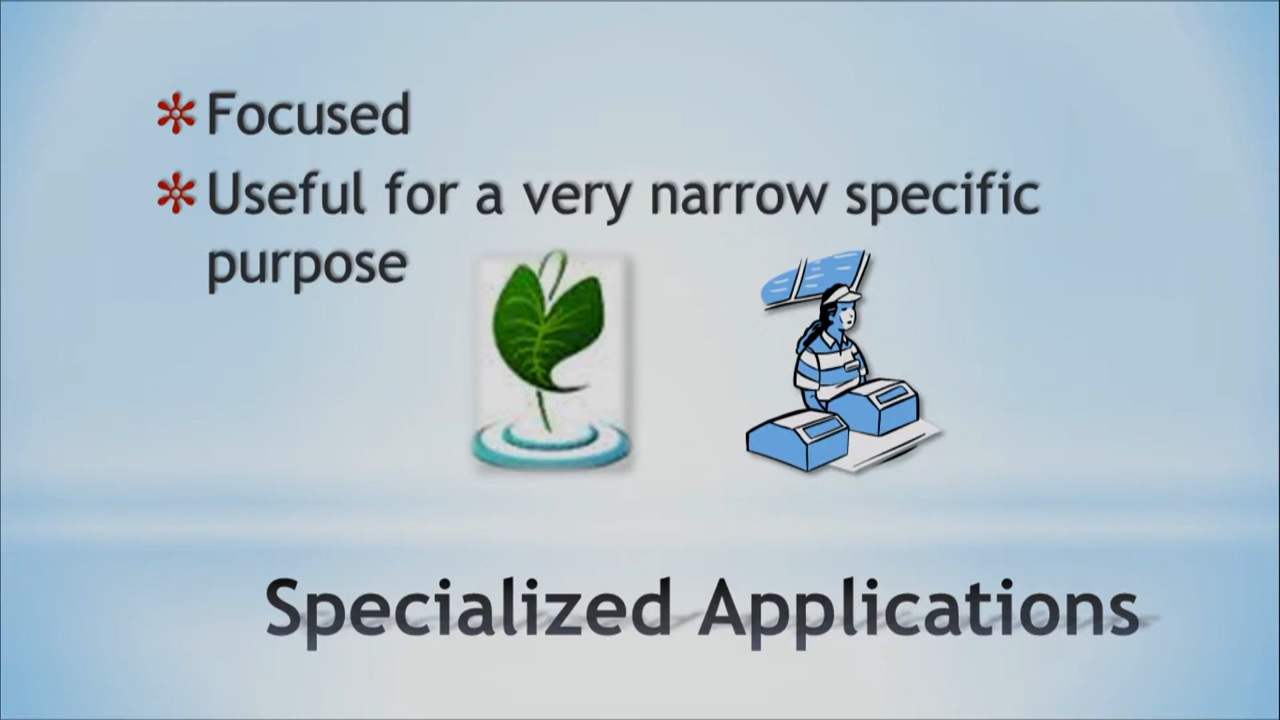 Focused
Useful for a very narrow specific
purpose
Specialized Applications